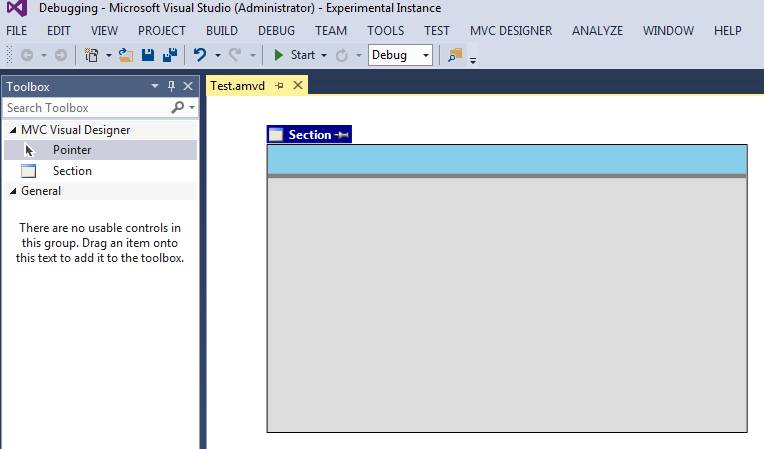 Debugging - Microsoft Visual Studio (Administrator) - Experimental Instance
FILE EDIT VIEW PROJECT BUILD DEBUG TEAM TOOLS TEST MVC DESIGNER ANALYZE WINDOW HELP
Start Debug
Toolbox
Test.amvd
Search Toolbox
MVC Visual Designer
Pointer
Section
General
There are no usable controls in
this group. Drag an item onto
this text to add it to the toolbox.
Section